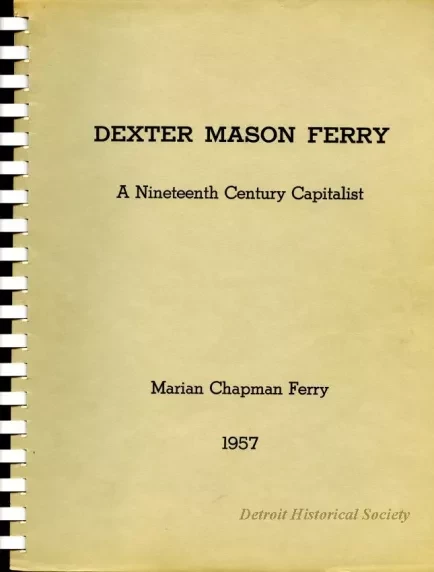 DEXTER MASON FERRY
A Nineteenth Century Capitalist
Marian Chapman Ferry
1957
Detroit Historical Society